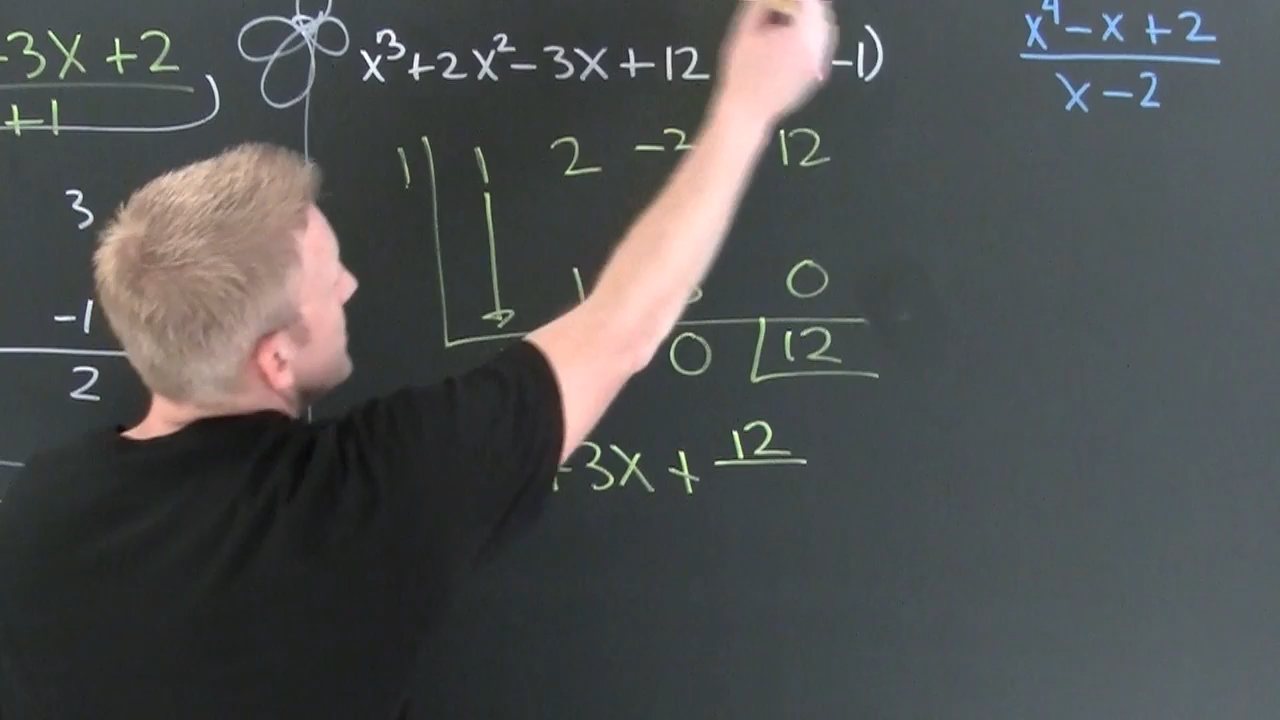 -3x+2
+1
3
-1
2
x³+2x²-3x+12 -1)
1 1 2 12
1 0
0 12
+3x+12
x⁴-x+2
x-2